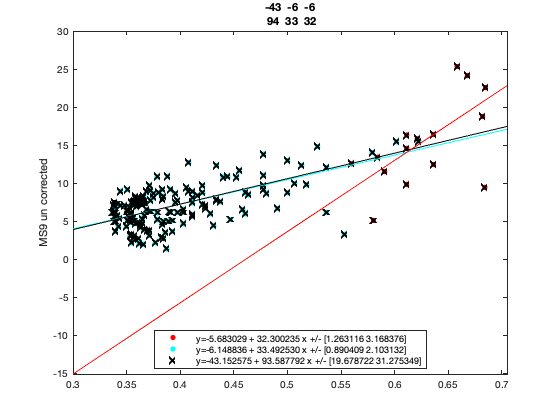 -43 -6 -6
94 33 32
30
25
20
15
10
5
0
-5
-10
-15
MS9 un corrected
y=-5.683029 + 32.300235 x +/- [1.263116 3.168376]
y=-6.148836 + 33.492530 x +/- [0.890409 2.103132]
y=-43.152575 + 93.587792 x +/- [19.678722 31.275349]
0.3 0.35 0.4 0.45 0.5 0.55 0.6 0.65 0.7